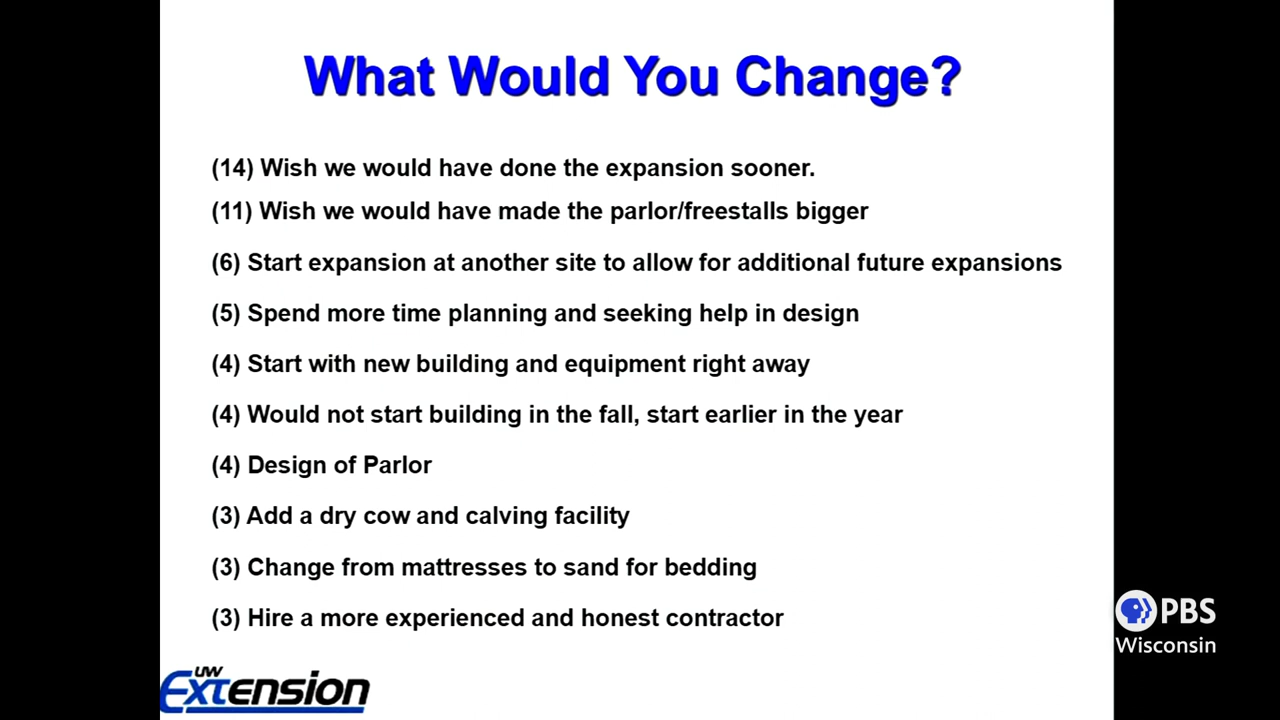 What Would You Change?
(14) Wish we would have done the expansion sooner.
(11) Wish we would have made the parlor/freestalls bigger
(6) Start expansion at another site to allow for additional future expansions
(5) Spend more time planning and seeking help in design
(4) Start with new building and equipment right away
(4) Would not start building in the fall, start earlier in the year
(4) Design of Parlor
(3) Add a dry cow and calving facility
(3) Change from mattresses to sand for bedding
(3) Hire a more experienced and honest contractor
PBS
Wisconsin
UW
Extension